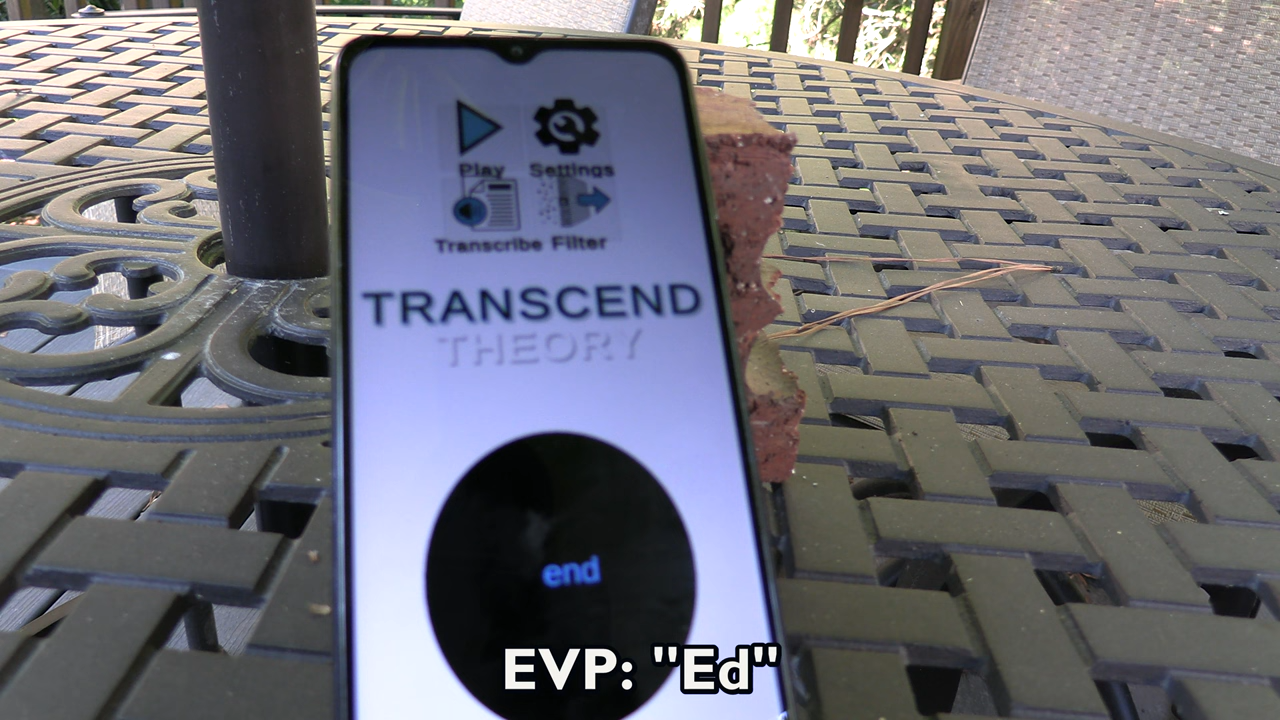 Play Settings
Transcribe Filter
TRANSCEND
THEORY
end
EVP: "Ed"